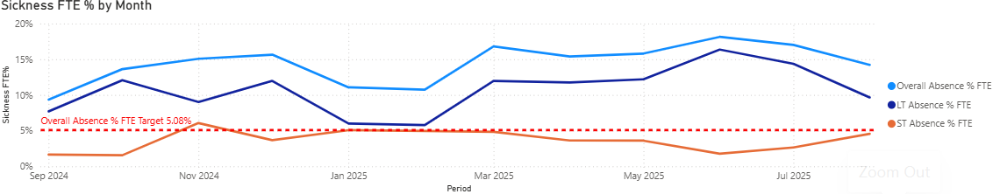 Sickness FTE % by Month
20%
15%
10%
5%
0%
Sickness FTE%
Overall Absence % FTE Target 5.08%
Sep 2024
Nov 2024
Jan 2025
Mar 2025
May 2025
Jul 2025
Period
Overall Absence % FTE
LT Absence % FTE
ST Absence % FTE
Zoom Out